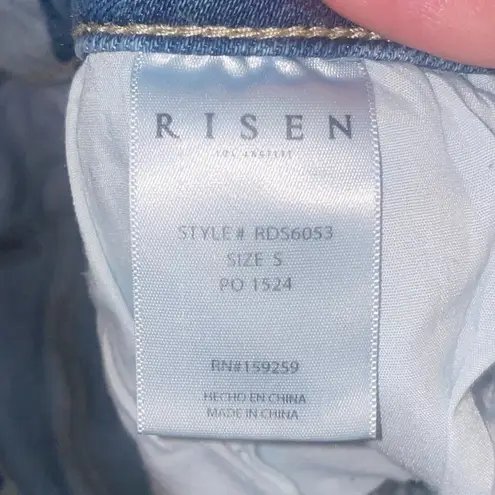 RISEN
LOS ANGELES
STYLE# RDS6053
SIZE S
PO 1524
RN#159259
HECHO EN CHINA
MADE IN CHINA